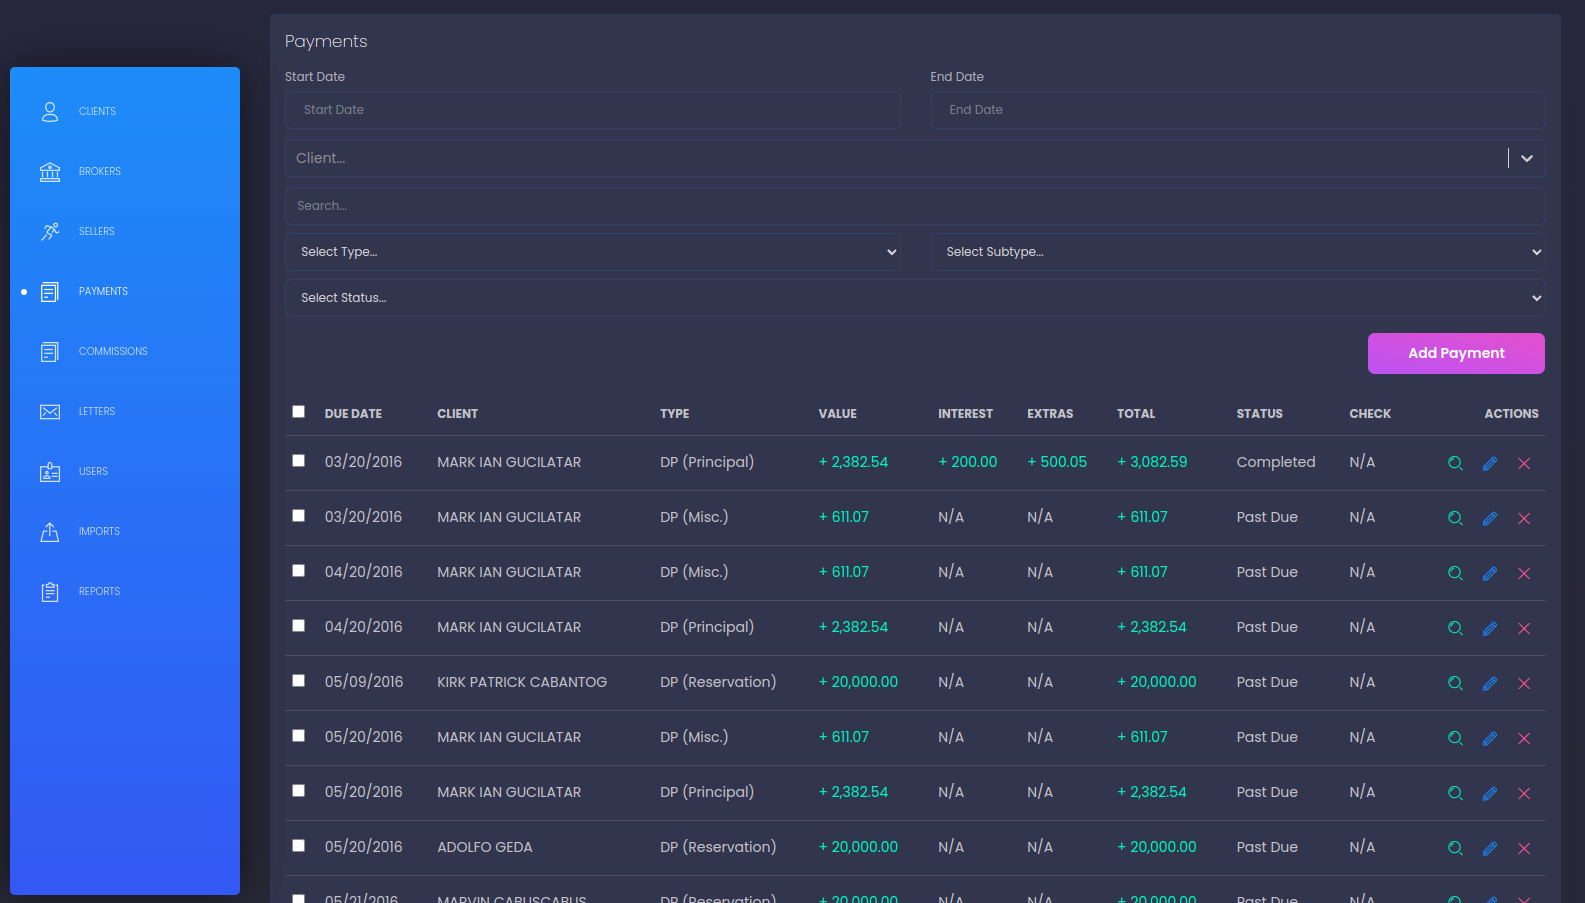 CLIENTS
BROKERS
SELLERS
PAYMENTS
COMMISSIONS
LETTERS
USERS
IMPORTS
REPORTS
Payments
Start Date End Date
Start Date End Date
Client...
Search...
Select Type... Select Subtype...
Select Status...
Add Payment
DUE DATE CLIENT TYPE VALUE INTEREST EXTRAS TOTAL STATUS CHECK ACTIONS
03/20/2016 MARK IAN GUCILATAR DP (Principal) + 2,382.54 + 200.00 + 500.05 + 3,082.59 Completed N/A
03/20/2016 MARK IAN GUCILATAR DP (Misc.) + 611.07 N/A N/A + 611.07 Past Due N/A
04/20/2016 MARK IAN GUCILATAR DP (Misc.) + 611.07 N/A N/A + 611.07 Past Due N/A
04/20/2016 MARK IAN GUCILATAR DP (Principal) + 2,382.54 N/A N/A + 2,382.54 Past Due N/A
05/09/2016 KIRK PATRICK CABANTOG DP (Reservation) + 20,000.00 N/A N/A + 20,000.00 Past Due N/A
05/20/2016 MARK IAN GUCILATAR DP (Misc.) + 611.07 N/A N/A + 611.07 Past Due N/A
05/20/2016 MARK IAN GUCILATAR DP (Principal) + 2,382.54 N/A N/A + 2,382.54 Past Due N/A
05/20/2016 ADOLFO GEDA DP (Reservation) + 20,000.00 N/A N/A + 20,000.00 Past Due N/A
05/21/2016 MARVIN CABUSCABUS DP (Reservation) + 20,000.00 N/A N/A + 20,000.00 Past Due N/A